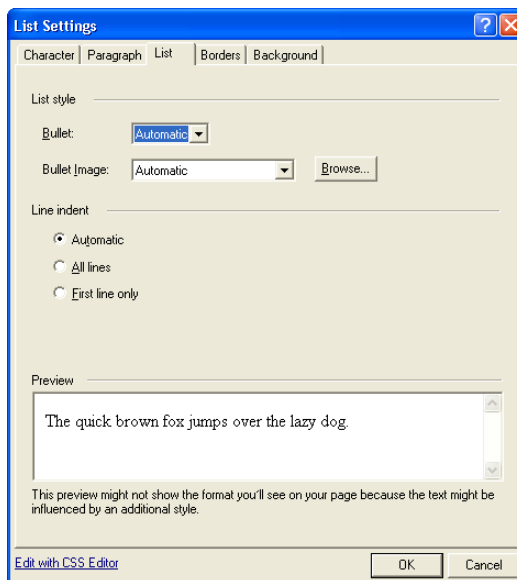 List Settings
Character Paragraph List Borders Background
List style
Bullet: Automatic
Bullet Image: Automatic Browse...
Line indent
Automatic
All lines
First line only
Preview
The quick brown fox jumps over the lazy dog.
This preview might not show the format you'll see on your page because the text might be
influenced by an additional style.
Edit with CSS Editor OK Cancel